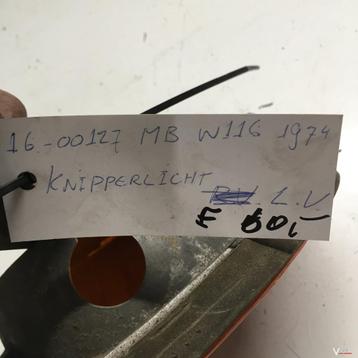 16-00127 MB W116 1974
KNIPPERLICHT L.V
E 60,-